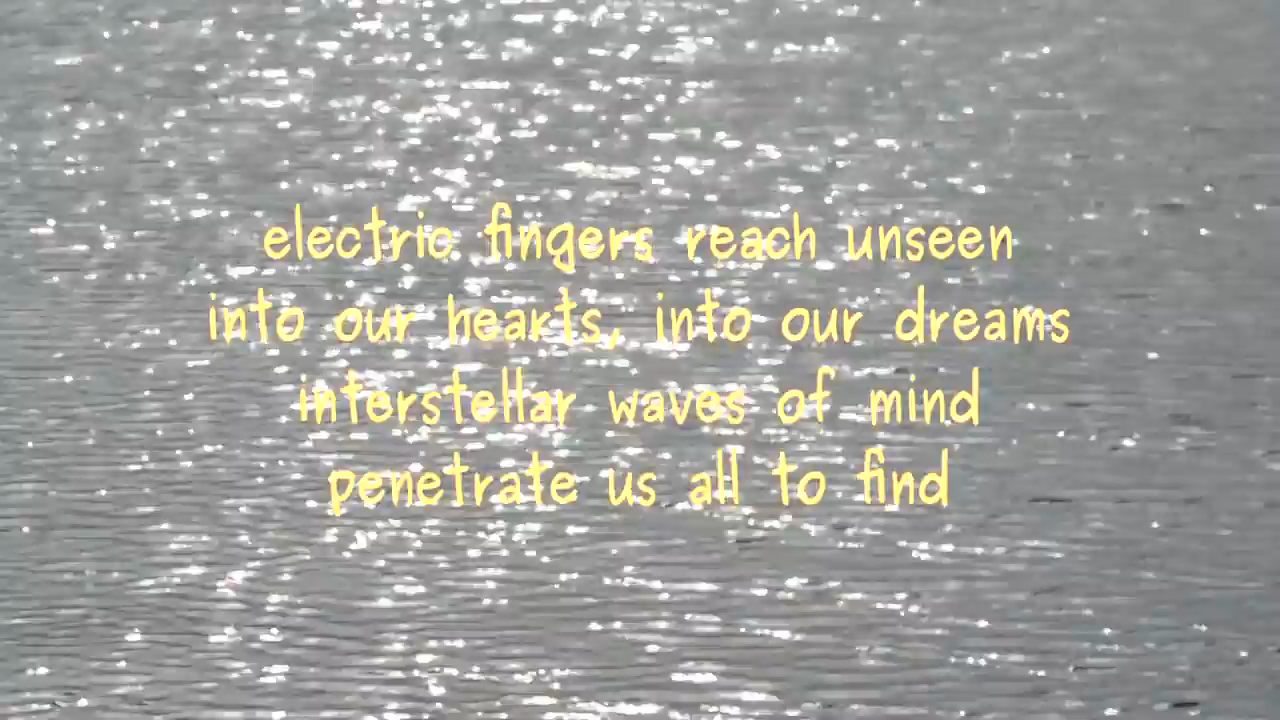 electric fingers reach unseen
into our hearts, into our dreams
interstellar waves of mind
penetrate us all to find